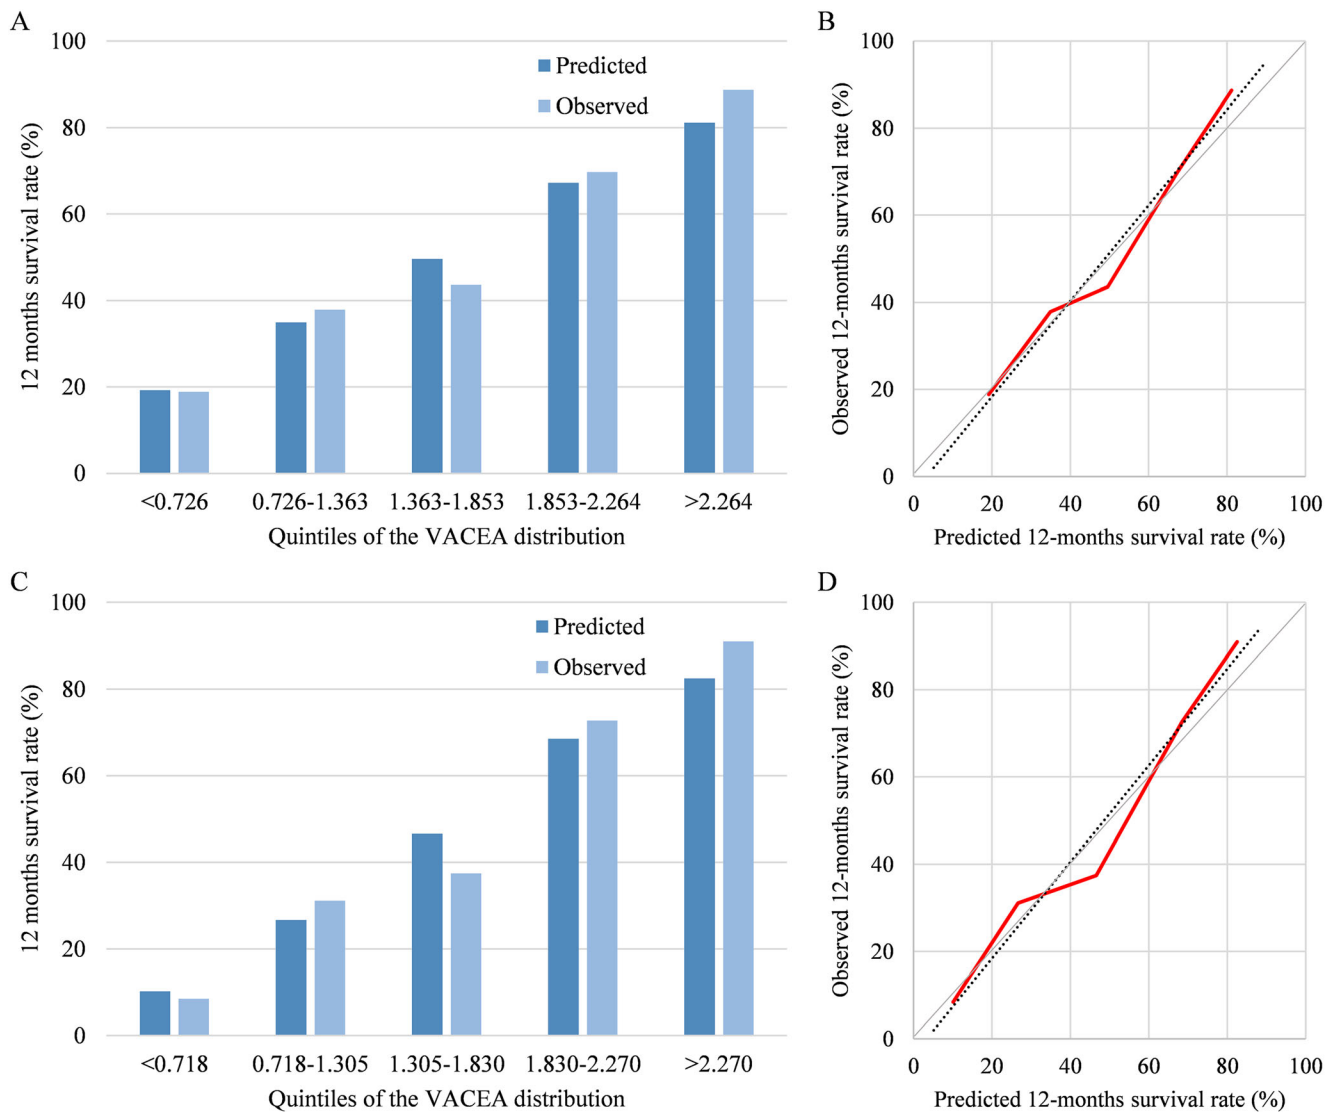 A
100
80
60
40
20
0
12 months survival rate (%)
Predicted
Observed
<0.726 0.726-1.363 1.363-1.853 1.853-2.264 >2.264
Quintiles of the VACEA distribution
B
100
80
60
40
20
0
Observed 12-months survival rate (%)
0 20 40 60 80 100
Predicted 12-months survival rate (%)
C
100
80
60
40
20
0
12 months survival rate (%)
Predicted
Observed
<0.718 0.718-1.305 1.305-1.830 1.830-2.270 >2.270
Quintiles of the VACEA distribution
D
100
80
60
40
20
0
Observed 12-months survival rate (%)
0 20 40 60 80 100
Predicted 12-months survival rate (%)